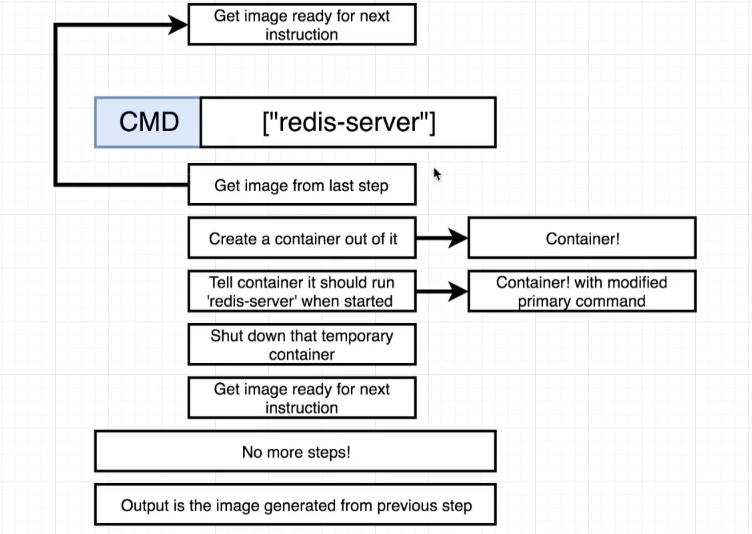 Get image ready for next
instruction
CMD ["redis-server"]
Get image from last step
Create a container out of it
Container!
Tell container it should run
'redis-server' when started
Container! with modified
primary command
Shut down that temporary
container
Get image ready for next
instruction
No more steps!
Output is the image generated from previous step